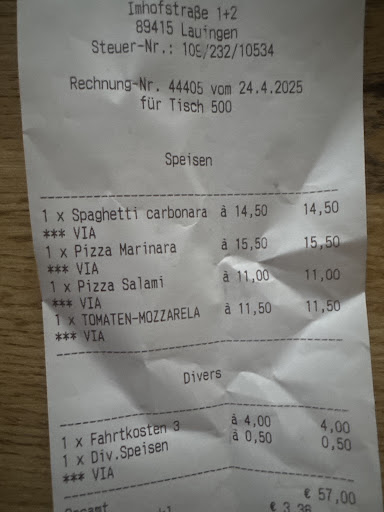 Imhofstraße 1+2
89415 Lauingen
Steuer-Nr.: 109/232/10534
Rechnung-Nr. 44405 vom 24.4.2025
für Tisch 500
Speisen
1 x Spaghetti carbonara à 14,50 14,50
*** VIA
1 x Pizza Marinara à 15,50 15,50
*** VIA
1 x Pizza Salami à 11,00 11,00
*** VIA
1 x TOMATEN-MOZZARELA à 11,50 11,50
*** VIA
Divers
1 x Fahrtkosten 3 à 4,00 4,00
1 x Div.Speisen à 0,50 0,50
*** VIA
€ 57,00
€ 3,36